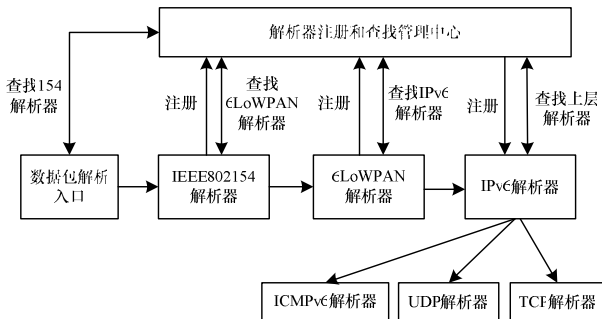 解析器注册和查找管理中心
查找154
解析器
注册
查找
6LoWPAN
解析器
注册
查找IPv6
解析器
注册
查找上层
解析器
数据包解析
入口
IEEE802154
解析器
6LoWPAN
解析器
IPv6解析器
ICMPv6解析器
UDP解析器
TCP解析器